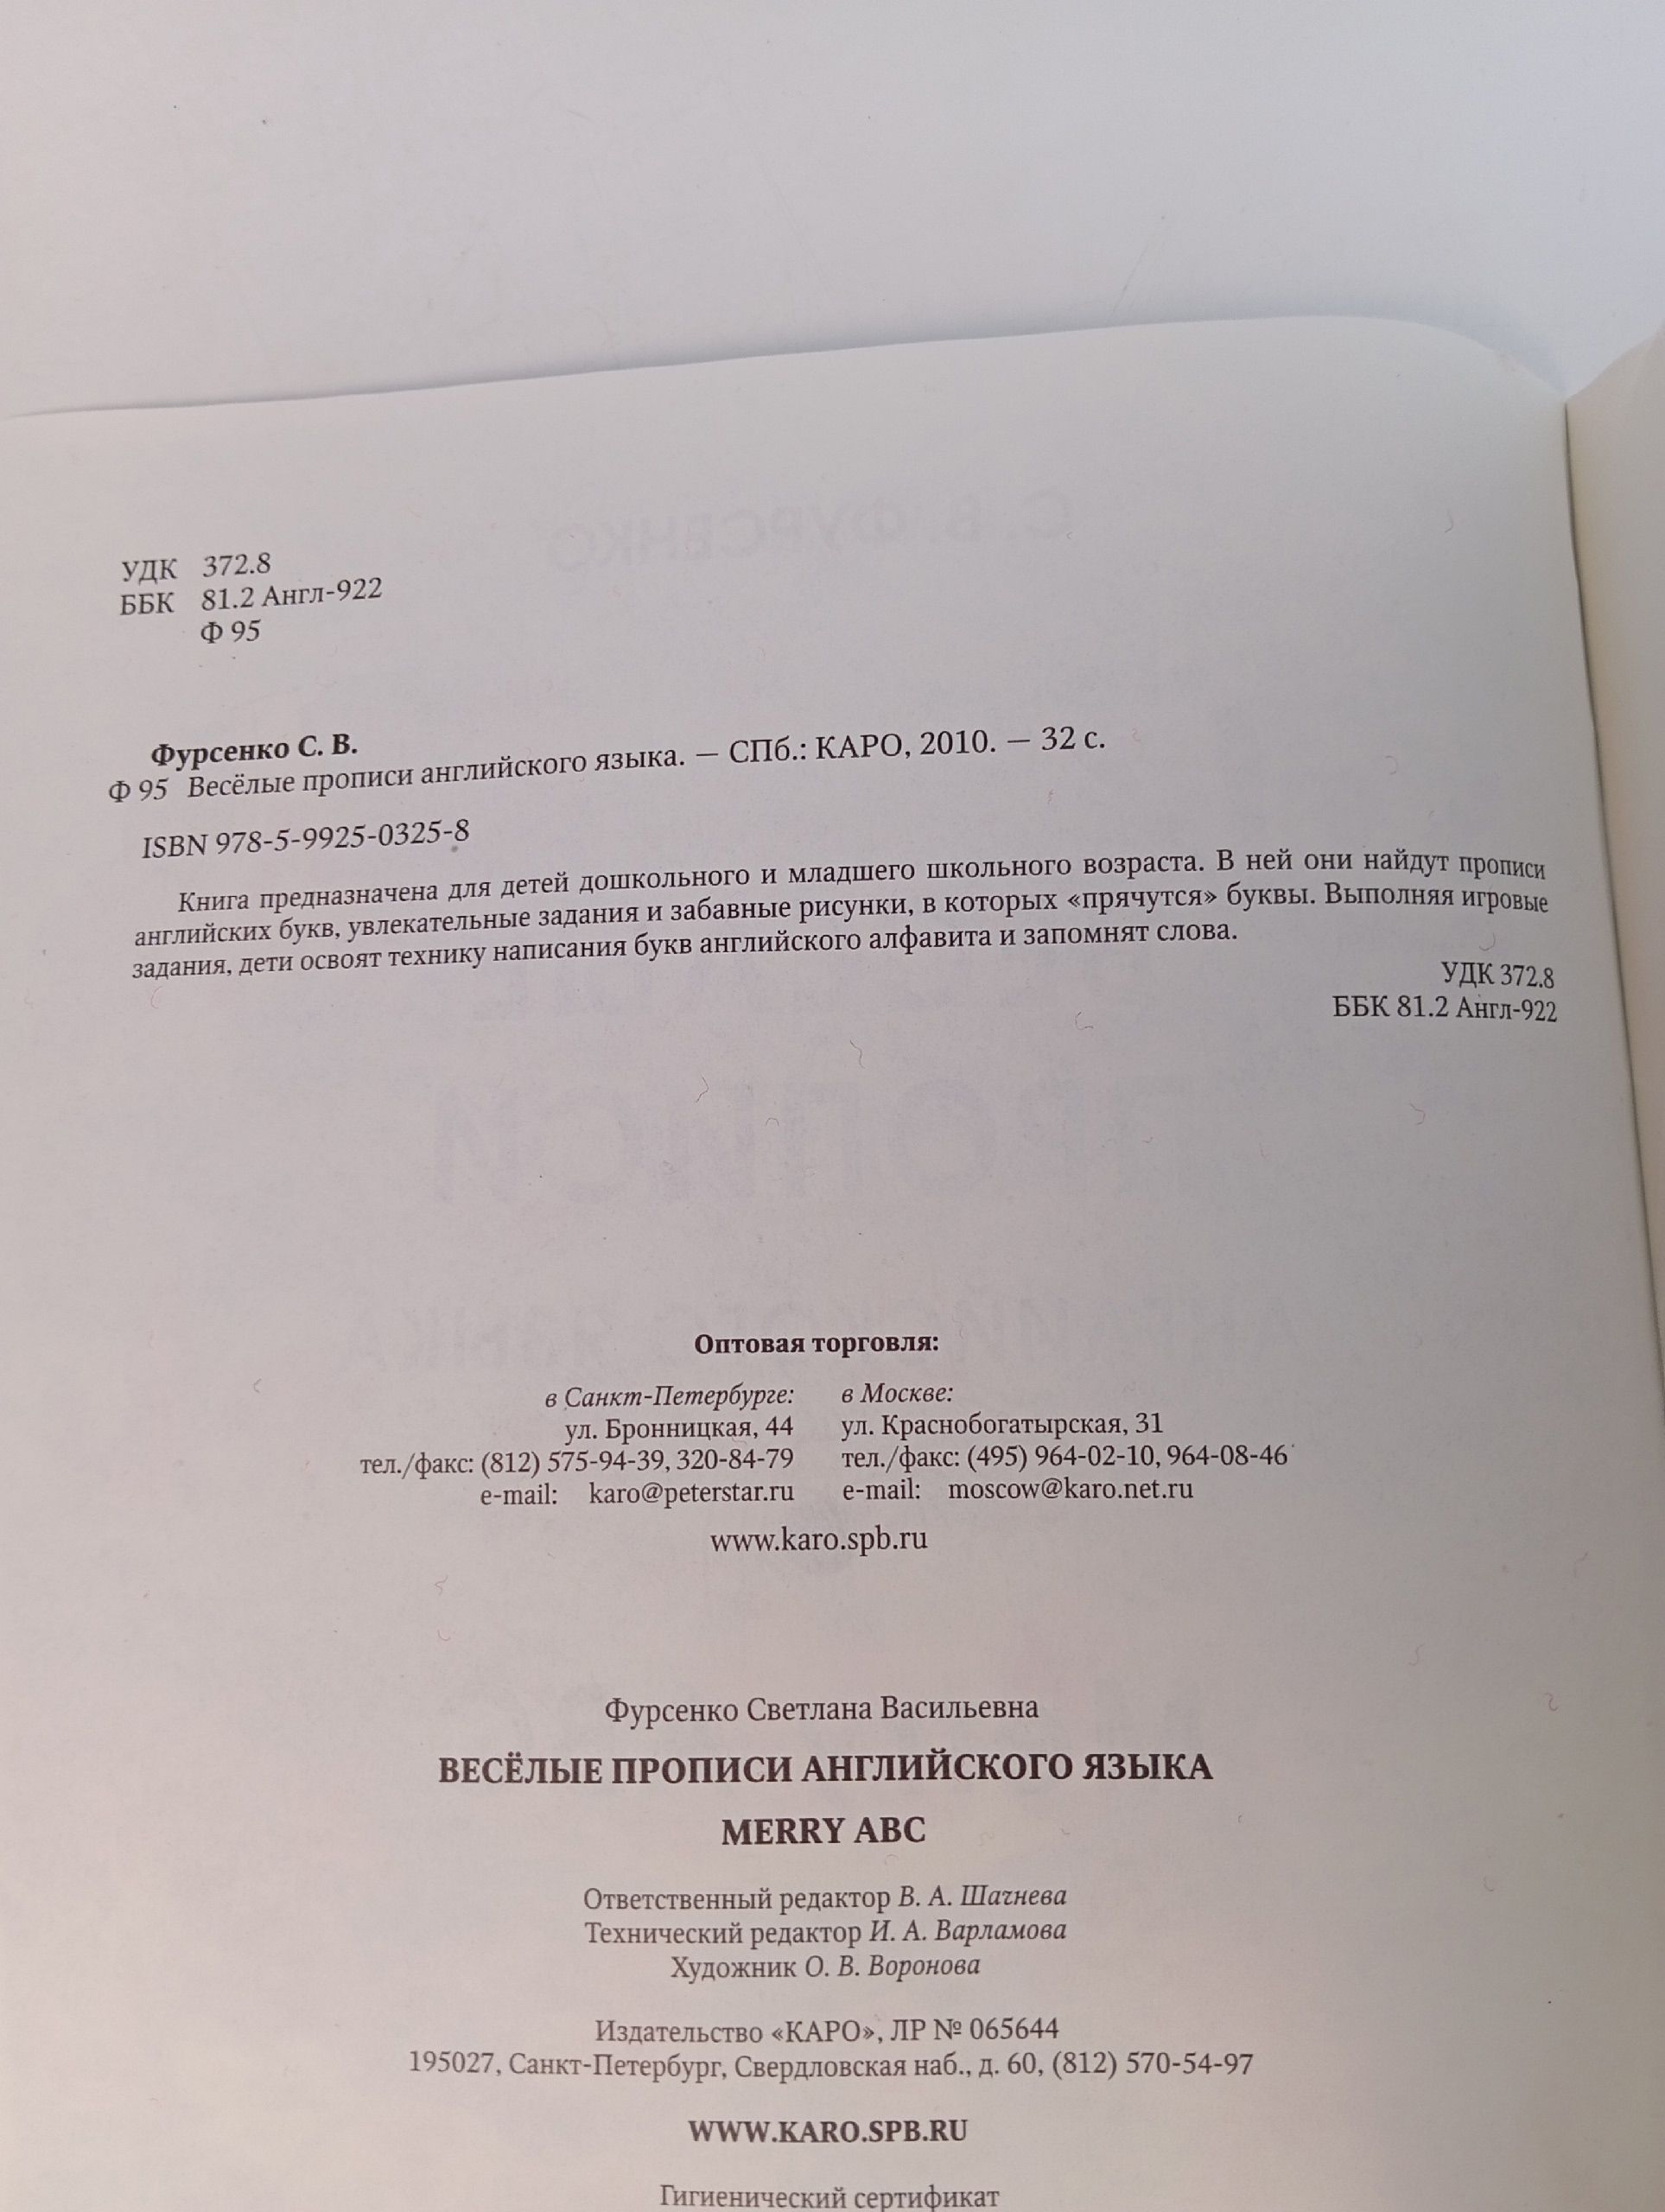 УДК 372.8
ББК 81.2 Англ-922
Ф 95
Фурсенко С. В.
Ф 95 Весёлые прописи английского языка. — СПб.: КАРО, 2010. — 32 с.
ISBN 978-5-9925-0325-8
Книга предназначена для детей дошкольного и младшего школьного возраста. В ней они найдут прописи
английских букв, увлекательные задания и забавные рисунки, в которых «прячутся» буквы. Выполняя игровые
задания, дети освоят технику написания букв английского алфавита и запомнят слова.
УДК 372.8
ББК 81.2 Англ-922
Оптовая торговля:
в Санкт-Петербурге:
ул. Бронницкая, 44
тел./факс: (812) 575-94-39, 320-84-79
e-mail: karo@peterstar.ru
в Москве:
ул. Краснобогатырская, 31
тел./факс: (495) 964-02-10, 964-08-46
e-mail: moscow@karo.net.ru
www.karo.spb.ru
Фурсенко Светлана Васильевна
ВЕСЁЛЫЕ ПРОПИСИ АНГЛИЙСКОГО ЯЗЫКА
MERRY ABC
Ответственный редактор В. А. Шагнева
Технический редактор И. А. Варламова
Художник О. В. Воронова
Издательство «КАРО», ЛР № 065644
195027, Санкт-Петербург, Свердловская наб., д. 60, (812) 570-54-97
WWW.KARO.SPB.RU
Гигиенический сертификат